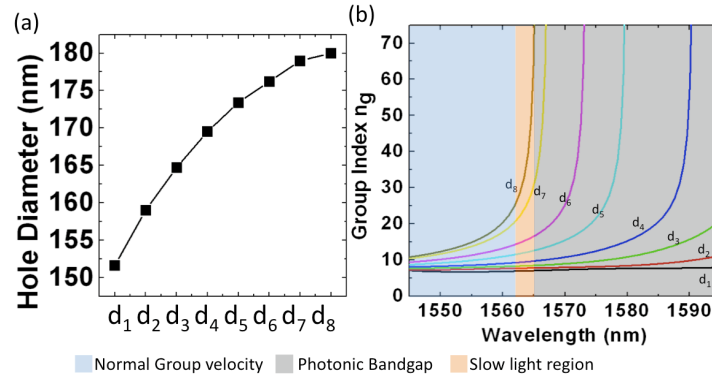 (a)
Hole Diameter (nm)
180
175
170
165
160
155
150
d1 d2 d3 d4 d5 d6 d7 d8
(b)
Group Index ng
70
60
50
40
30
20
10
0
d8
d7
d6
d5
d4
d3
d2
d1
1550 1560 1570 1580 1590
Wavelength (nm)
Normal Group velocity Photonic Bandgap Slow light region